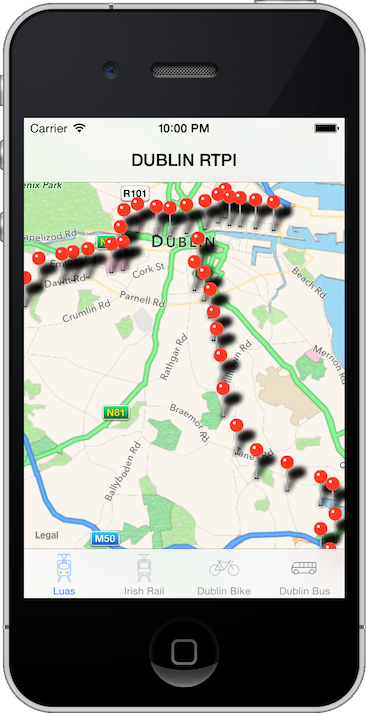 Carrier 10:00 PM
DUBLIN RTPI
enix Park
R101
apelizod Rd
N
DUBLIN
Davitt Rd
Cork St
Crumlin Rd
Parnell Rd
Beach Rd
Rathgar Rd
Merrion R
N81
Braemor Rd
Ballyboden Rd
Legal
M50
Luas
Irish Rail
Dublin Bike
Dublin Bus